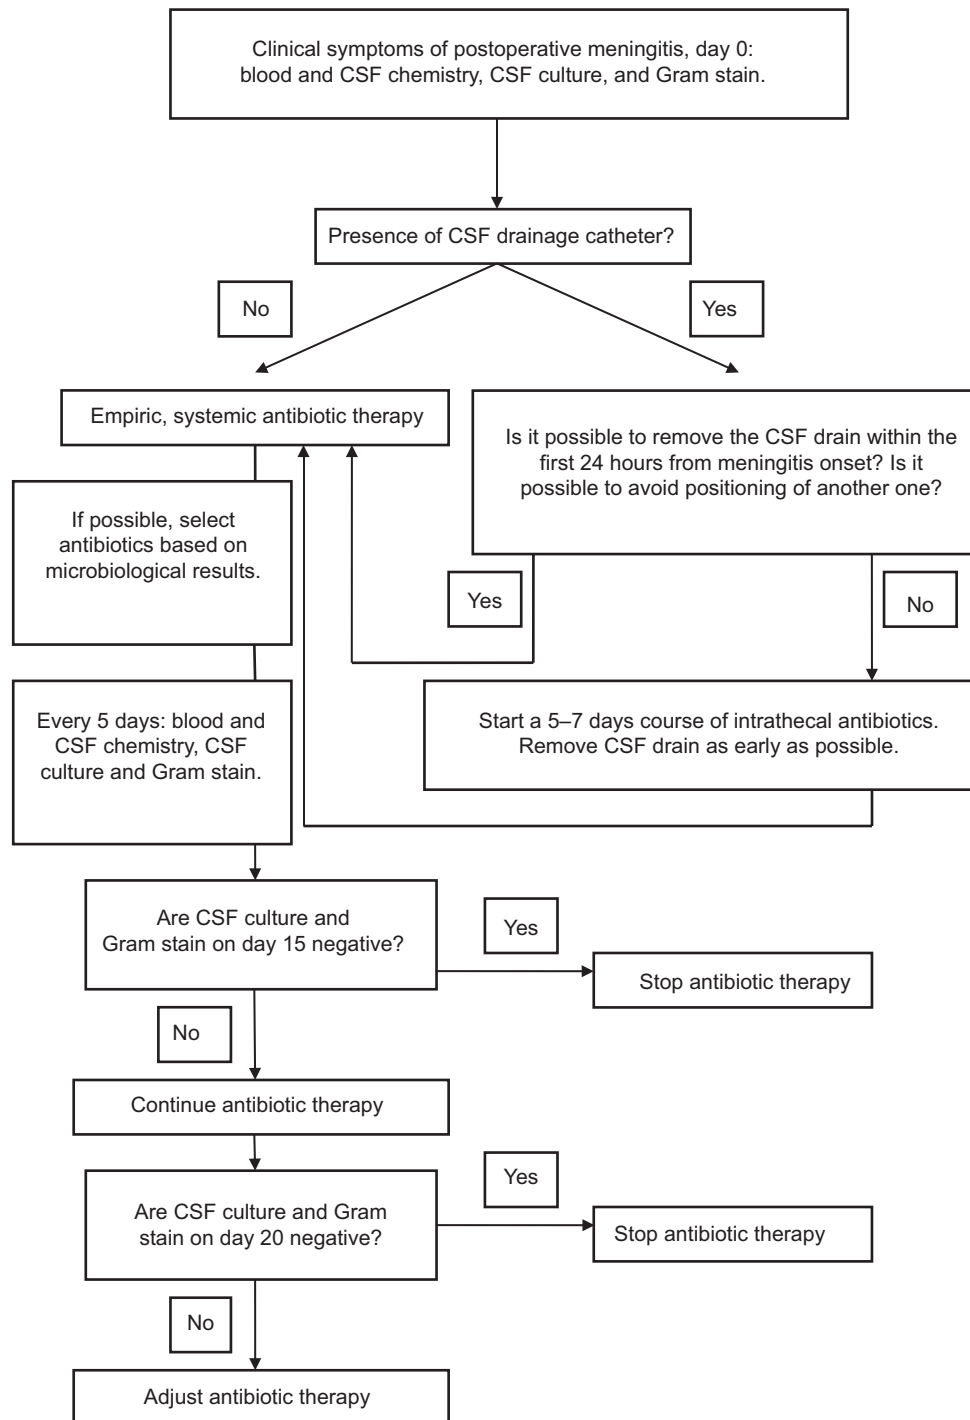 Clinical symptoms of postoperative meningitis, day 0:
blood and CSF chemistry, CSF culture, and Gram stain.
Presence of CSF drainage catheter?
No
Yes
Empiric, systemic antibiotic therapy
Is it possible to remove the CSF drain within the
first 24 hours from meningitis onset? Is it
possible to avoid positioning of another one?
If possible, select
antibiotics based on
microbiological results.
Yes
No
Every 5 days: blood and
CSF chemistry, CSF
culture and Gram stain.
Start a 5–7 days course of intrathecal antibiotics.
Remove CSF drain as early as possible.
Are CSF culture and
Gram stain on day 15 negative?
Yes
Stop antibiotic therapy
No
Continue antibiotic therapy
Are CSF culture and Gram
stain on day 20 negative?
Yes
Stop antibiotic therapy
No
Adjust antibiotic therapy